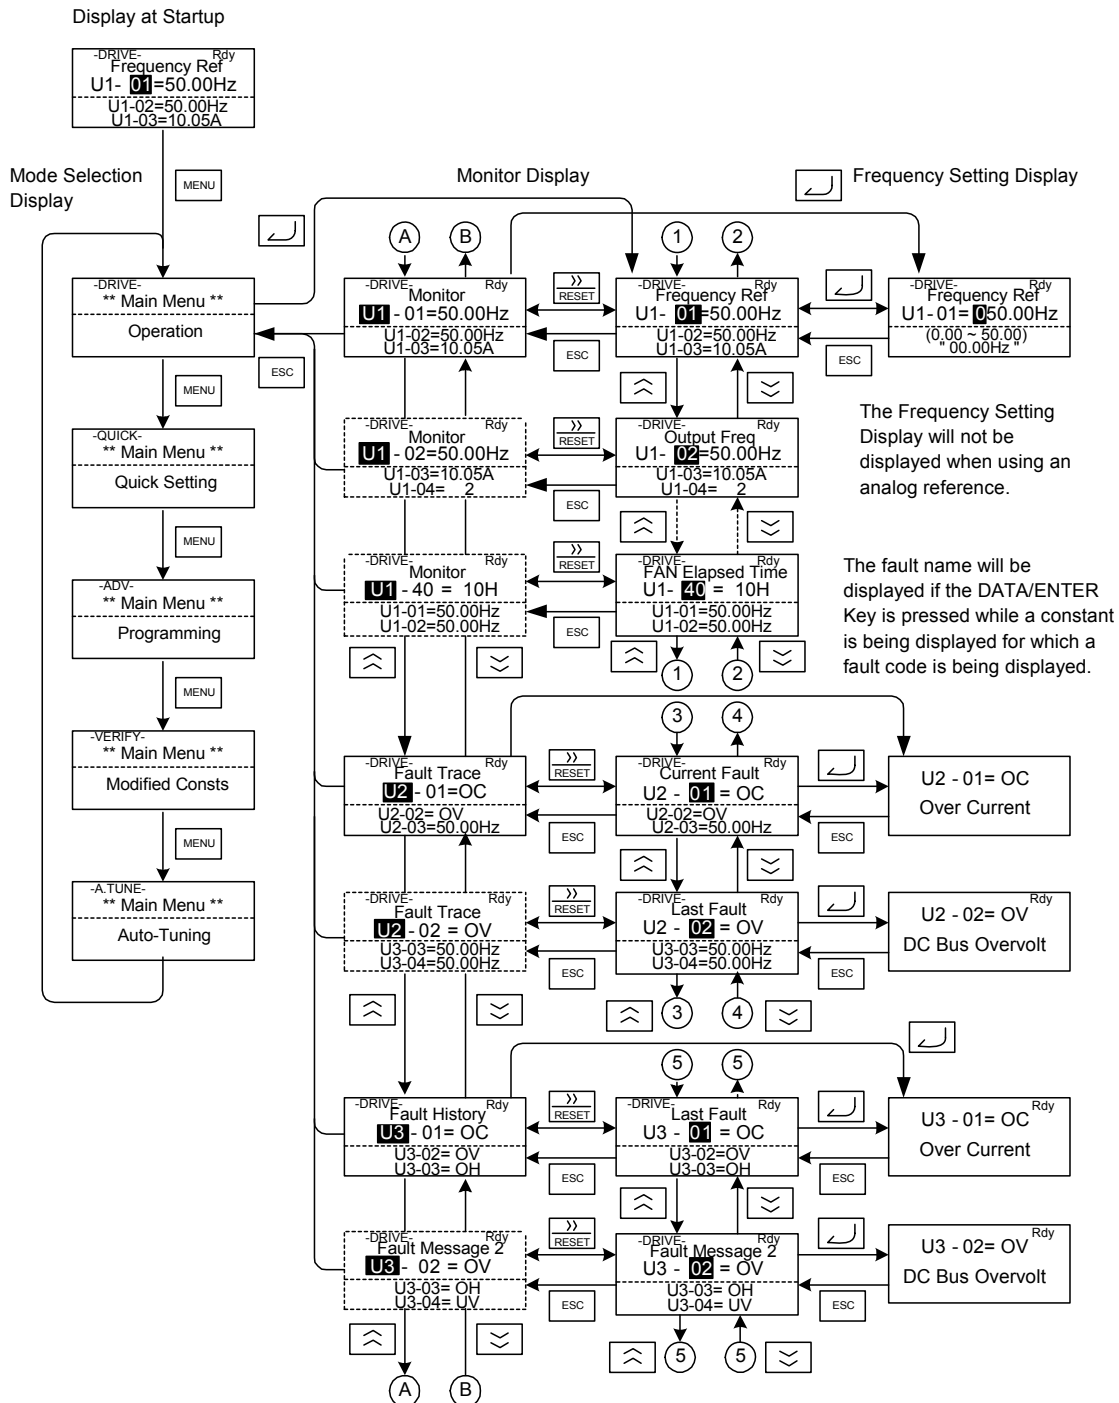 Display at Startup
-DRIVE- Rdy
Frequency Ref
U1- 01=50.00Hz
U1-02=50.00Hz
U1-03=10.05A
Mode Selection
Display
MENU
Monitor Display
Frequency Setting Display
A B 1 2
-DRIVE-
** Main Menu **
Operation
-DRIVE- Rdy
Monitor
U1 - 01=50.00Hz
U1-02=50.00Hz
U1-03=10.05A
>> RESET
ESC
-DRIVE- Rdy
Frequency Ref
U1- 01=50.00Hz
U1-02=50.00Hz
U1-03=10.05A
ESC
-DRIVE- Rdy
Frequency Ref
U1- 01= 050.00Hz
(0.00 ~ 50.00)
" 00.00Hz "
ESC
MENU
-QUICK-
** Main Menu **
Quick Setting
-DRIVE- Rdy
Monitor
U1 - 02=50.00Hz
U1-03=10.05A
U1-04= 2
>> RESET
ESC
-DRIVE- Rdy
Output Freq
U1- 02=50.00Hz
U1-03=10.05A
U1-04= 2
The Frequency Setting
Display will not be
displayed when using an
analog reference.
MENU
-ADV-
** Main Menu **
Programming
-DRIVE- Rdy
Monitor
U1 - 40 = 10H
U1-01=50.00Hz
U1-02=50.00Hz
>> RESET
ESC
-DRIVE- Rdy
FAN Elapsed Time
U1- 40 = 10H
U1-01=50.00Hz
U1-02=50.00Hz
1 2
The fault name will be
displayed if the DATA/ENTER
Key is pressed while a constant
is being displayed for which a
fault code is being displayed.
MENU
-VERIFY-
** Main Menu **
Modified Consts
3 4
-DRIVE- Rdy
Fault Trace
U2 - 01=OC
U2-02= OV
U2-03=50.00Hz
>> RESET
ESC
-DRIVE- Rdy
Current Fault
U2 - 01 = OC
U2-02=OV
U2-03=50.00Hz
ESC
U2 - 01= OC
Over Current
MENU
-A.TUNE-
** Main Menu **
Auto-Tuning
-DRIVE- Rdy
Fault Trace
U2 - 02 = OV
U3-03=50.00Hz
U3-04=50.00Hz
>> RESET
ESC
-DRIVE- Rdy
Last Fault
U2 - 02 = OV
U3-03=50.00Hz
U3-04=50.00Hz
ESC
Rdy
U2 - 02= OV
DC Bus Overvolt
3 4
5 5
-DRIVE- Rdy
Fault History
U3 - 01= OC
U3-02= OV
U3-03= OH
>> RESET
ESC
-DRIVE- Rdy
Last Fault
U3 - 01 = OC
U3-02=OV
U3-03=OH
ESC
Rdy
U3 - 01= OC
Over Current
-DRIVE- Rdy
Fault Message 2
U3 - 02 = OV
U3-03= OH
U3-04= UV
>> RESET
ESC
-DRIVE- Rdy
Fault Message 2
U3 - 02 = OV
U3-03= OH
U3-04= UV
ESC
Rdy
U3 - 02= OV
DC Bus Overvolt
5 5
A B